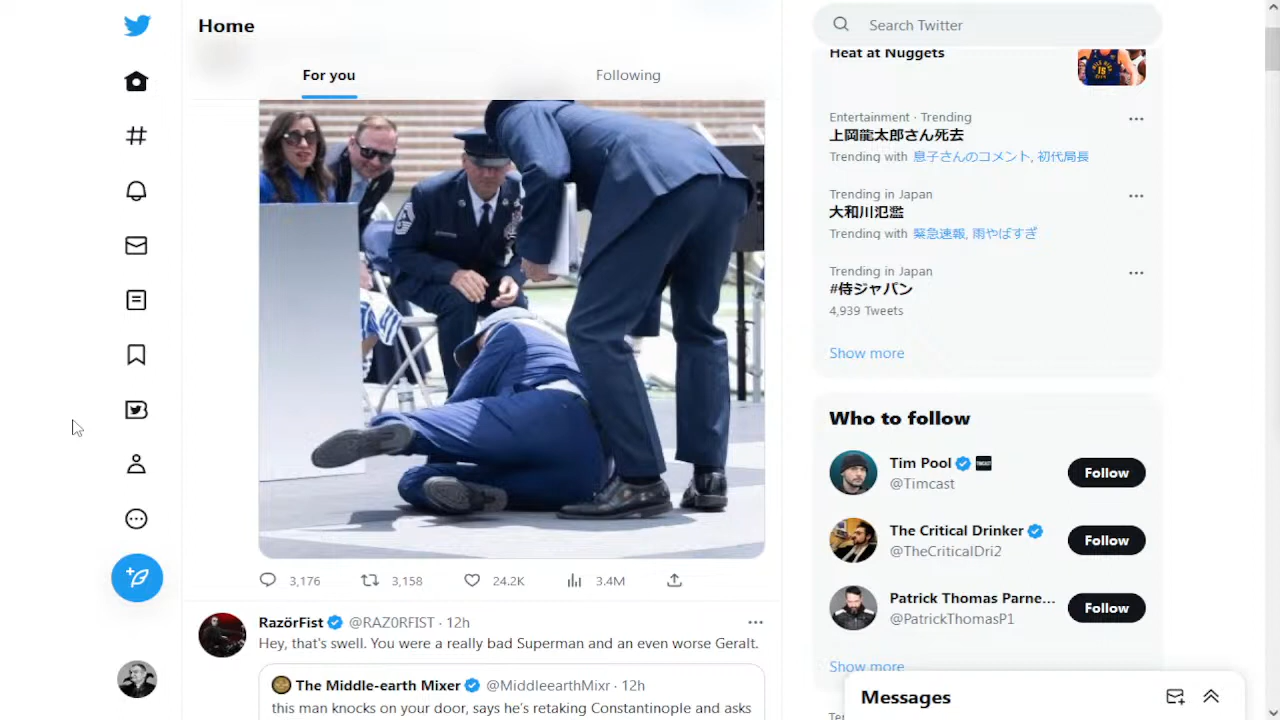 Home
For you
Following
3,176
3,158
24.2K
3.4M
RazörFist @RAZ0RFIST · 12h
Hey, that's swell. You were a really bad Superman and an even worse Geralt.
The Middle-earth Mixer @MiddleearthMixr · 12h
this man knocks on your door, says he's retaking Constantinople and asks
Search Twitter
Heat at Nuggets
Entertainment · Trending
上岡龍太郎さん死去
Trending with 息子さんのコメント, 初代局長
Trending in Japan
大和川氾濫
Trending with 緊急速報, 雨やばすぎ
Trending in Japan
#侍ジャパン
4,939 Tweets
Show more
Who to follow
Tim Pool
@Timcast
Follow
The Critical Drinker
@TheCriticalDri2
Follow
Patrick Thomas Parne...
@PatrickThomasP1
Follow
Show more
Messages